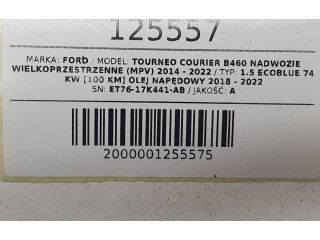 125557
MARKA: FORD / MODEL: TOURNEO COURIER B460 NADWOZIE
WIELKOPRZESTRZENNE (MPV) 2014 - 2022 / TYP: 1.5 ECOBLUE 74
KW [100 KM] OLEJ NAPĘDOWY 2018 - 2022
SN: ET76-17K441-AB / JAKOŚĆ: A
2000001255575